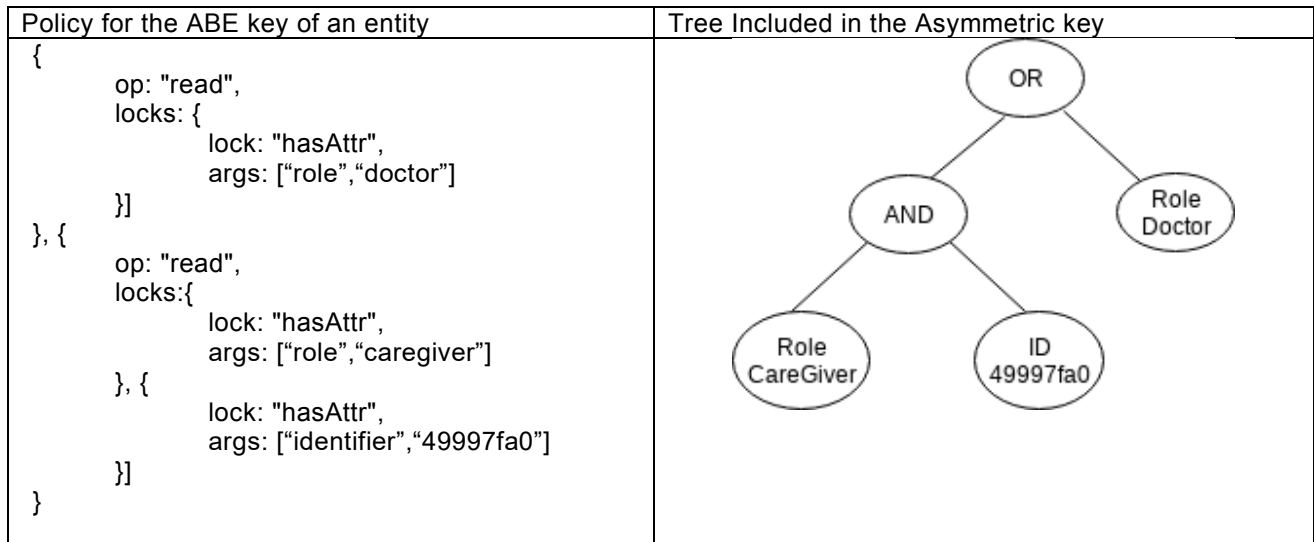 Policy for the ABE key of an entity
Tree Included in the Asymmetric key
{
op: "read",
locks: {
lock: "hasAttr",
args: [“role”,“doctor”]
}]
}, {
op: "read",
locks:{
lock: "hasAttr",
args: [“role”,“caregiver”]
}, {
lock: "hasAttr",
args: [“identifier”,“49997fa0”]
}]
}
OR
AND
Role
Doctor
Role
CareGiver
ID
49997fa0